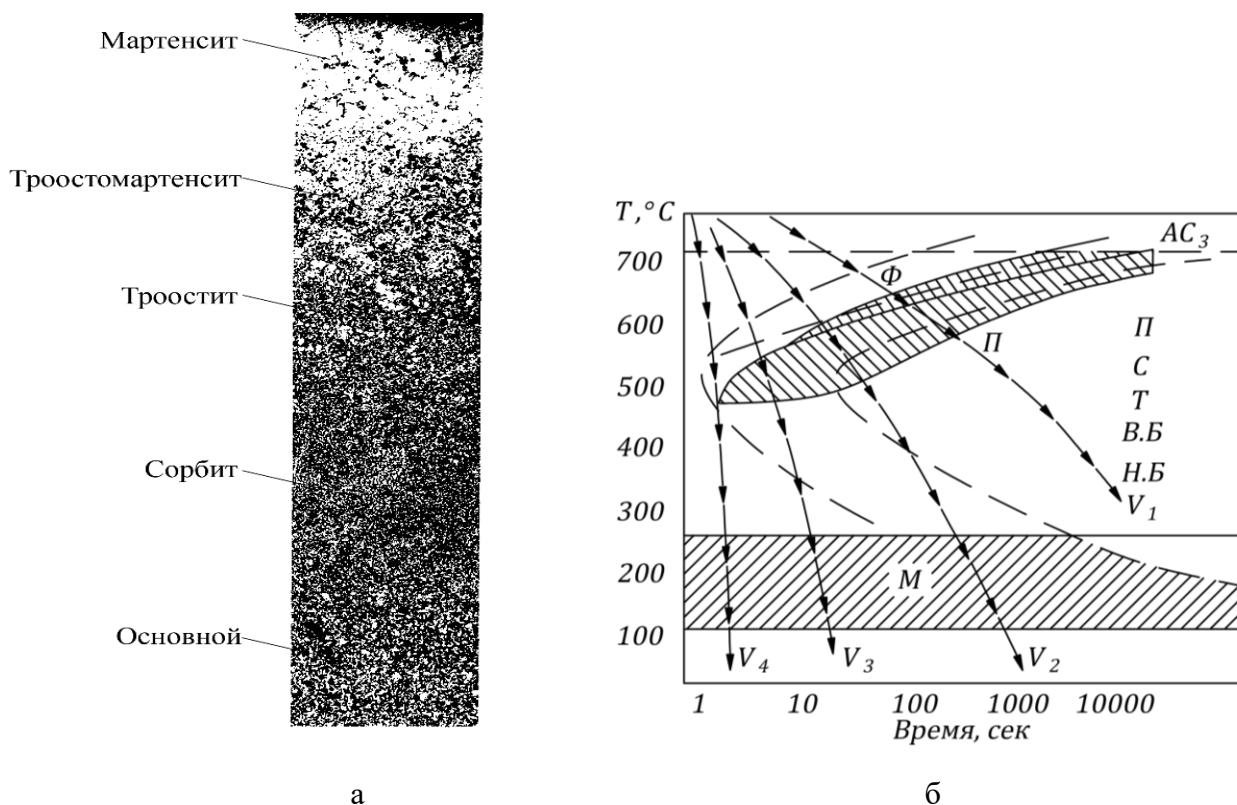 Мартенсит
Троостомартенсит
Троостит
Сорбит
Основной
а
T,°C
700
600
500
400
300
200
100
AC3
Ф
П
П
С
Т
В.Б
Н.Б
V1
М
V4
V3
V2
1 10 100 1000 10000
Время, сек
б